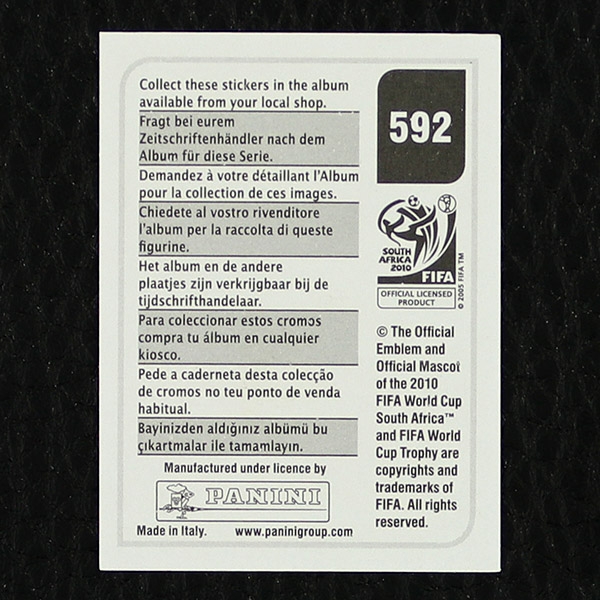 Collect these stickers in the album
available from your local shop.
Fragt bei eurem
Zeitschriftenhändler nach dem
Album für diese Serie.
Demandez à votre détaillant l'Album
pour la collection de ces images.
Chiedete al vostro rivenditore
l'album per la raccolta di queste
figurine.
Het album en de andere
plaatjes zijn verkrijgbaar bij de
tijdschrifthandelaar.
Para coleccionar estos cromos
compra tu álbum en cualquier
kiosco.
Pede a caderneta desta colecção
de cromos no teu ponto de venda
habitual.
Bayinizden aldığınız albümü bu
çıkartmalar ile tamamlayın.
Manufactured under licence by
PANINI
Made in Italy. www.paninigroup.com
592
SOUTH
AFRICA
2010
FIFA
OFFICIAL LICENSED
PRODUCT
© 2005 FIFA TM
© The Official
Emblem and
Official Mascot
of the 2010
FIFA World Cup
South Africa™
and FIFA World
Cup Trophy are
copyrights and
trademarks of
FIFA. All rights
reserved.